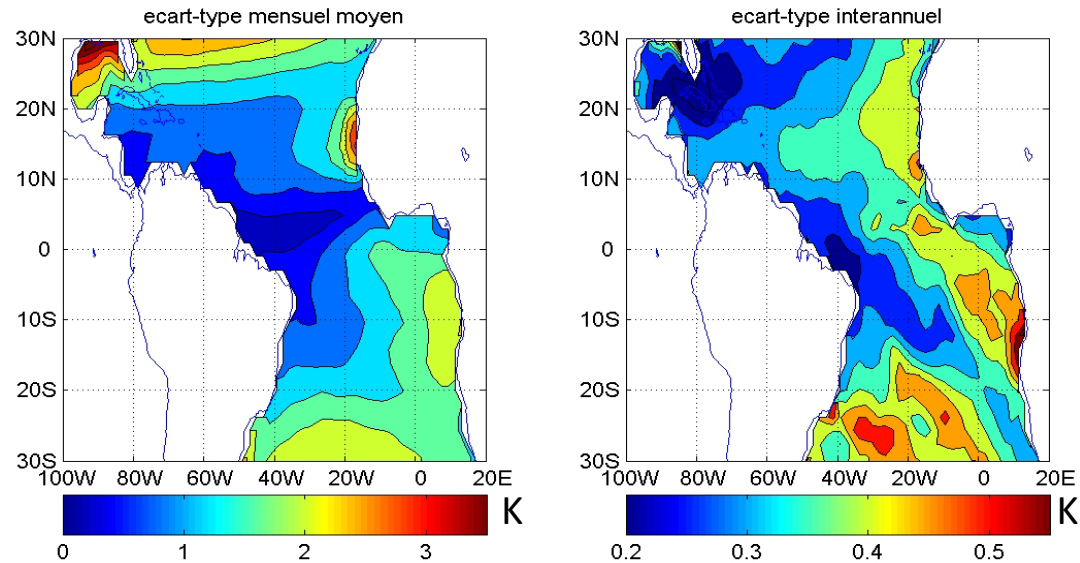 ecart-type mensuel moyen
30N
20N
10N
0
10S
20S
30S
100W 80W 60W 40W 20W 0 20E
0 1 2 3
K
ecart-type interannuel
30N
20N
10N
0
10S
20S
30S
100W 80W 60W 40W 20W 0 20E
0.2 0.3 0.4 0.5
K